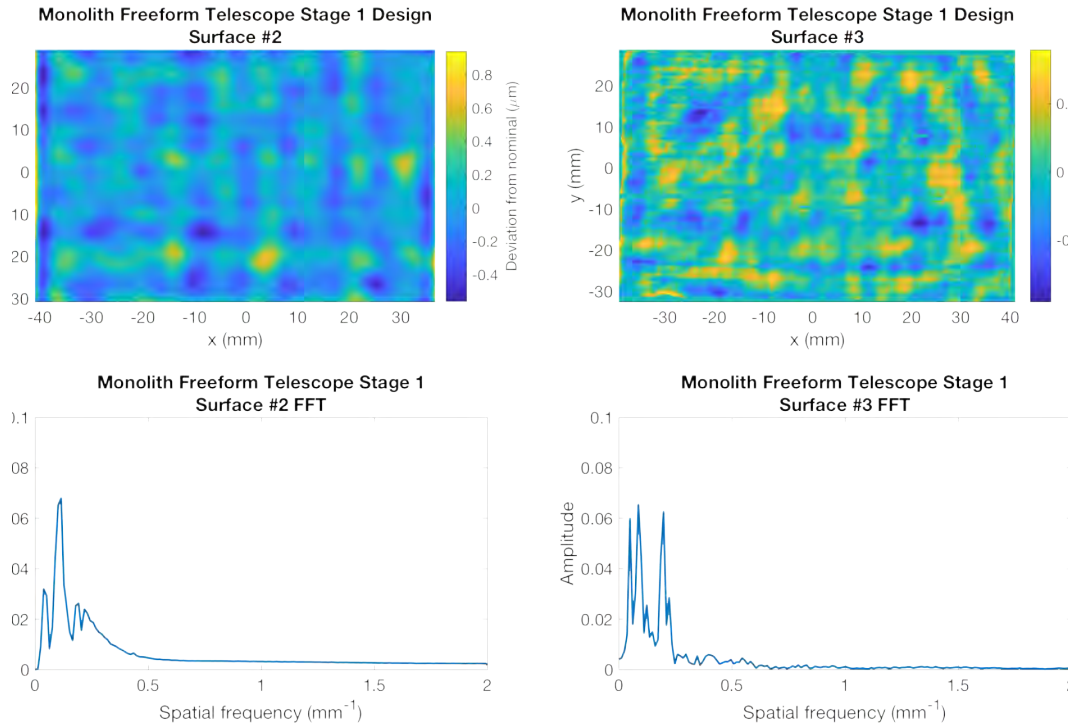 Monolith Freeform Telescope Stage 1 Design
Surface #2
20
10
0
10
20
30
-40 -30 -20 -10 0 10 20 30
x (mm)
0.8
0.6
0.4
0.2
0
-0.2
-0.4
Deviation from nominal (μm)
Monolith Freeform Telescope Stage 1 Design
Surface #3
y (mm)
20
10
0
-10
-20
-30
-30 -20 -10 0 10 20 30 40
x (mm)
0.
0
-0
Monolith Freeform Telescope Stage 1
Surface #2 FFT
0.1
08
06
04
02
0
0 0.5 1 1.5 2
Spatial frequency (mm⁻¹)
Monolith Freeform Telescope Stage 1
Surface #3 FFT
Amplitude
0.1
0.08
0.06
0.04
0.02
0
0 0.5 1 1.5 2
Spatial frequency (mm⁻¹)